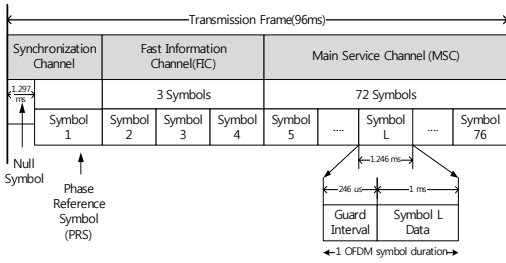 Transmission Frame(96ms)
Synchronization
Channel
Fast Information
Channel(FIC)
Main Service Channel (MSC)
1.297
ms
3 Symbols
72 Symbols
Symbol
1
Symbol
2
Symbol
3
Symbol
4
Symbol
5
....
Symbol
L
....
Symbol
76
Null
Symbol
Phase
Reference
Symbol
(PRS)
1.246 ms
246 us
1 ms
Guard
Interval
Symbol L
Data
1 OFDM symbol duration